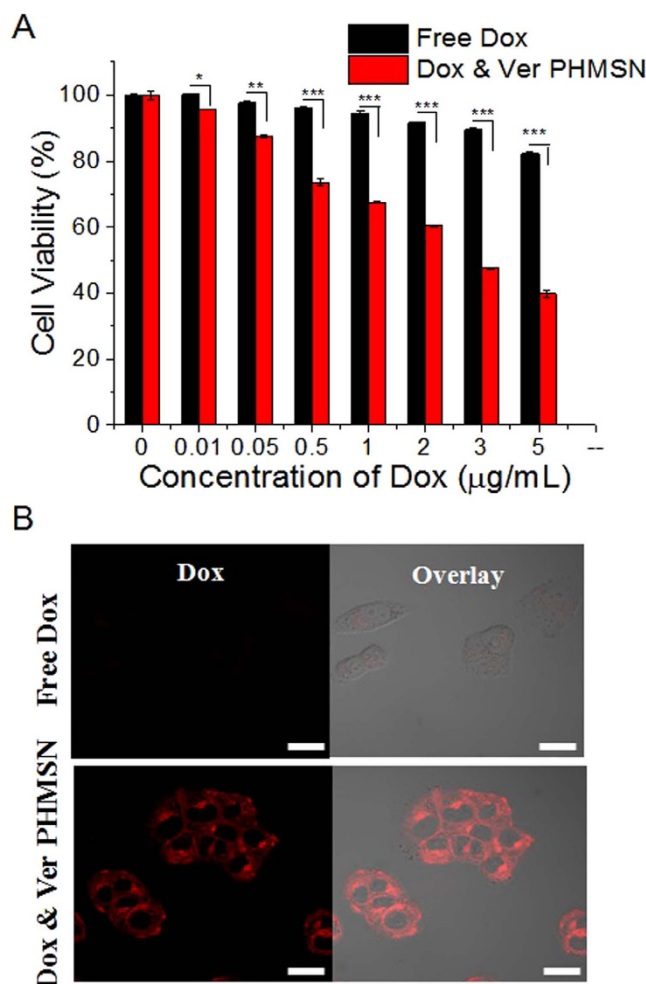 A
Free Dox
Dox & Ver PHMSN
* ** *** *** *** *** ***
Cell Viability (%)
100
80
60
40
20
0
0 0.01 0.05 0.5 1 2 3 5 --
Concentration of Dox (μg/mL)
B
Dox Overlay
Free Dox
Dox & Ver PHMSN